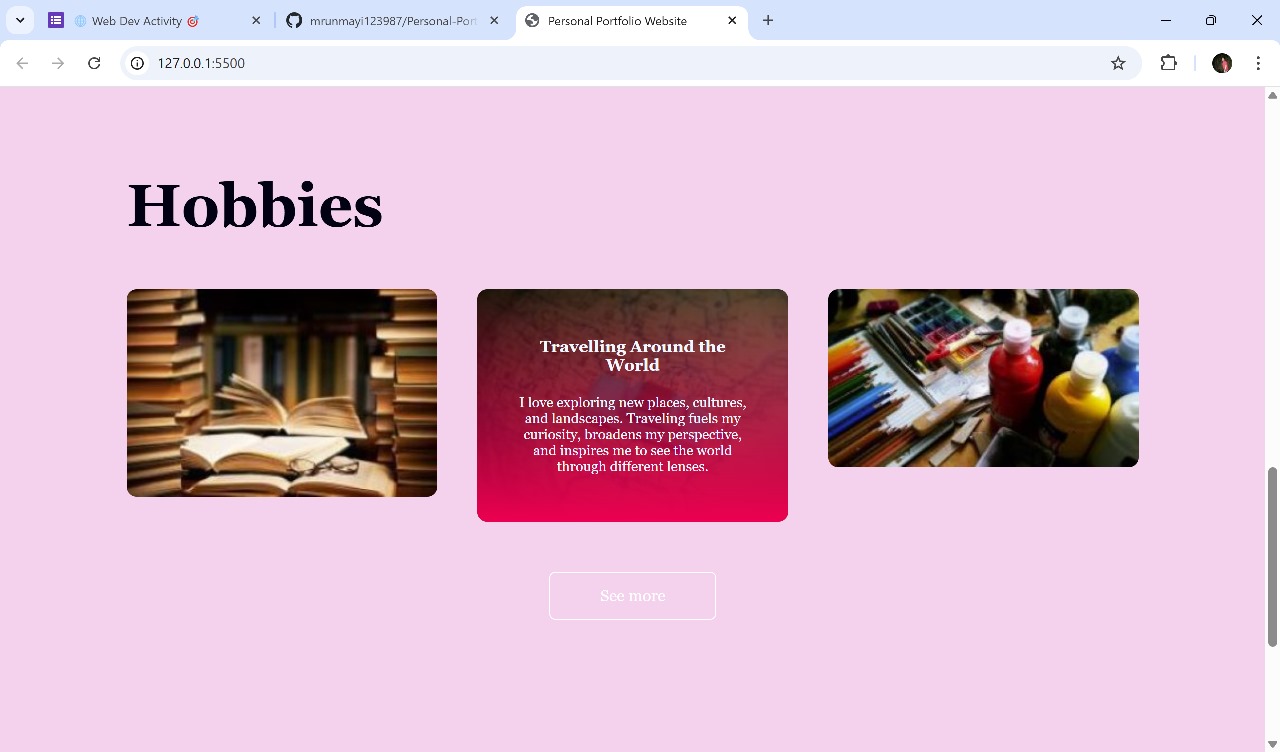 🌐 Web Dev Activity 🎯
mrunmayi123987/Personal-Port
Personal Portfolio Website
127.0.0.1:5500
Hobbies
Travelling Around the
World
I love exploring new places, cultures,
and landscapes. Traveling fuels my
curiosity, broadens my perspective,
and inspires me to see the world
through different lenses.
See more